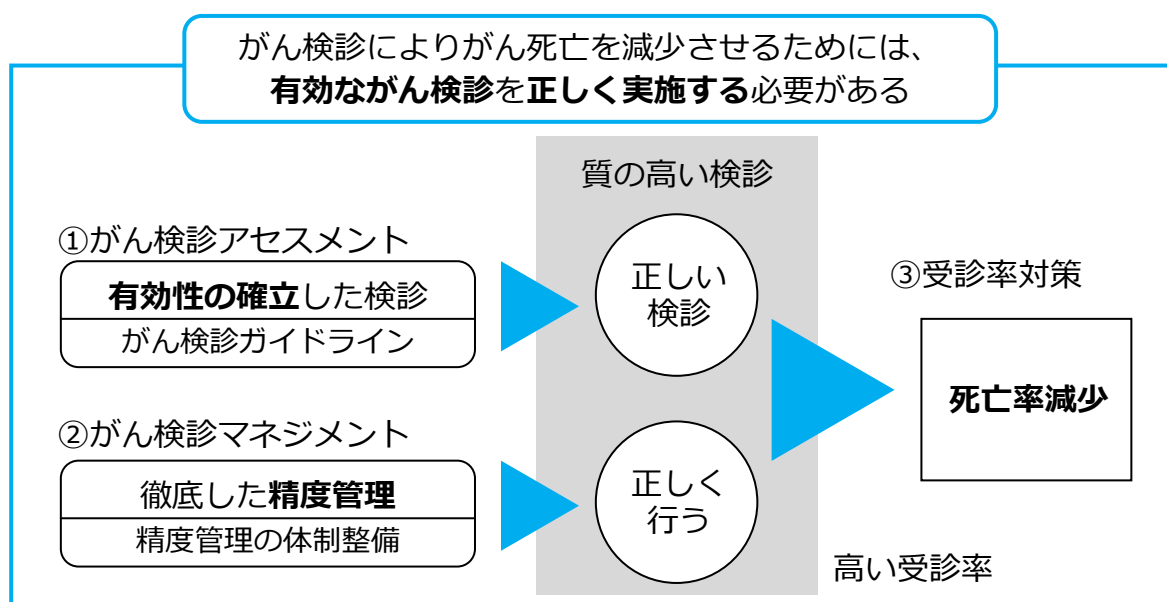 がん検診によりがん死亡を減少させるためには、
有効ながん検診を正しく実施する必要がある
質の高い検診
①がん検診アセスメント
有効性の確立した検診
がん検診ガイドライン
正しい
検診
③受診率対策
死亡率減少
②がん検診マネジメント
徹底した精度管理
精度管理の体制整備
正しく
行う
高い受診率